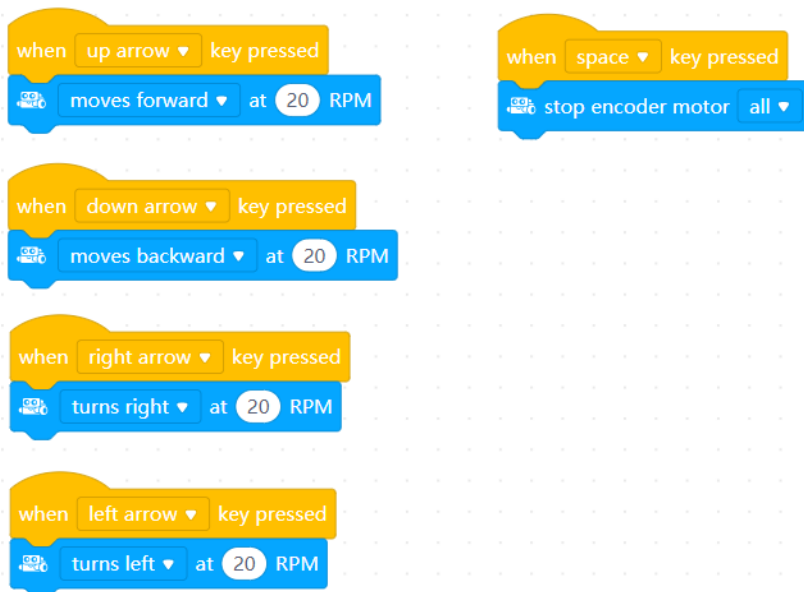 when up arrow key pressed
moves forward at 20 RPM
when down arrow key pressed
moves backward at 20 RPM
when right arrow key pressed
turns right at 20 RPM
when left arrow key pressed
turns left at 20 RPM
when space key pressed
stop encoder motor all